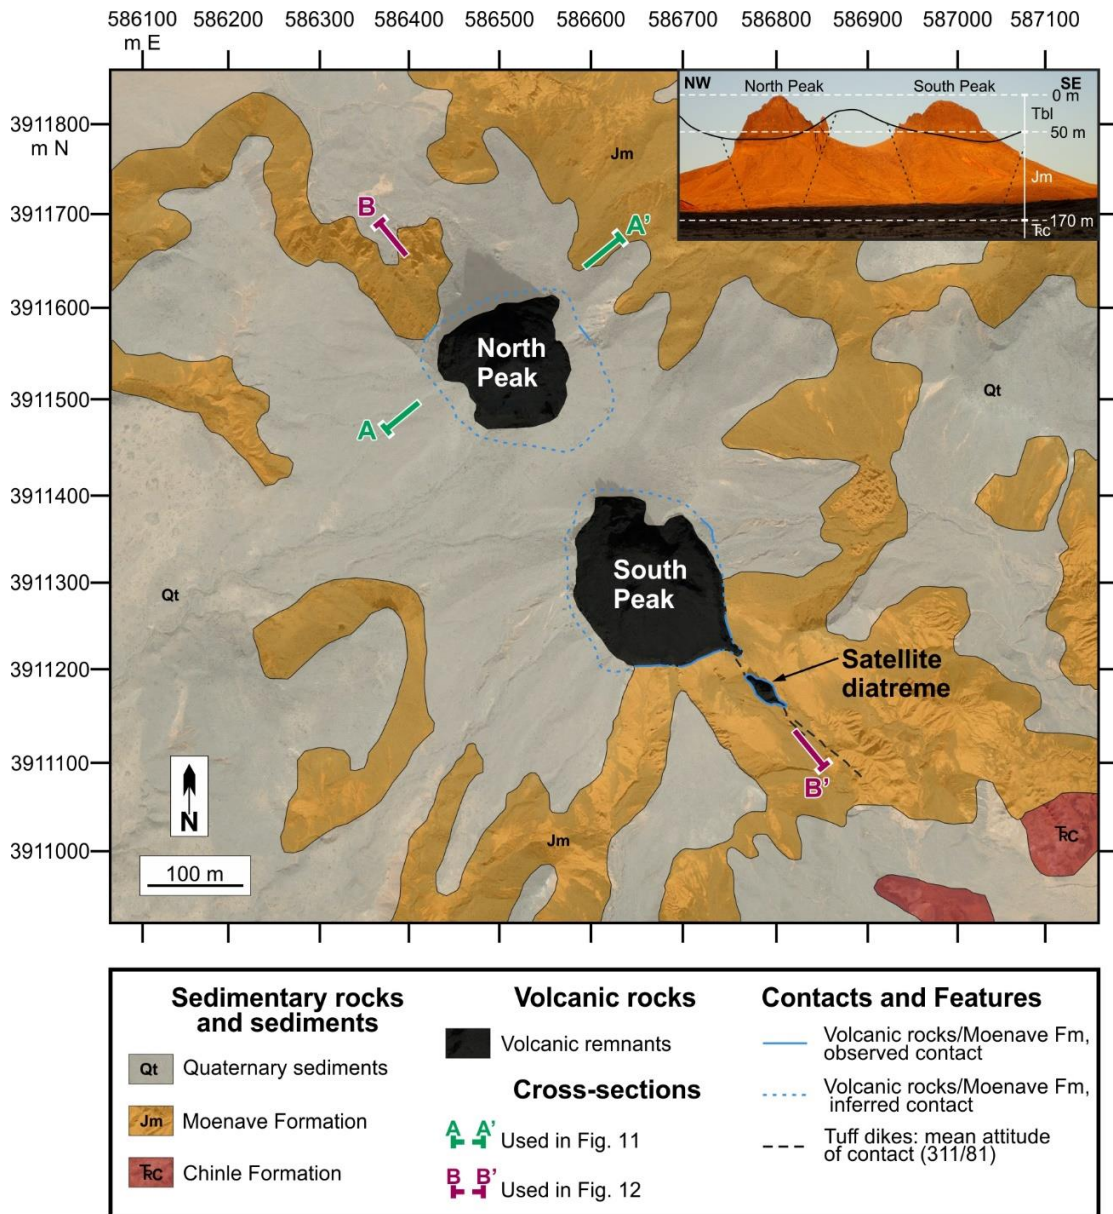 586100 586200 586300 586400 586500 586600 586700 586800 586900 587000 587100
m E
NW North Peak South Peak SE
0 m
Tbl
50 m
Jm
170 m
TRC
3911800
m N
3911700
3911600
3911500
3911400
3911300
3911200
3911100
3911000
Jm
B
A'
North
Peak
Qt
A
South
Peak
Qt
Satellite
diatreme
B'
N
Jm
TRC
100 m
Sedimentary rocks
and sediments
Qt Quaternary sediments
Jm Moenave Formation
TRC Chinle Formation
Volcanic rocks
Volcanic remnants
Cross-sections
A A' Used in Fig. 11
B B' Used in Fig. 12
Contacts and Features
Volcanic rocks/Moenave Fm,
observed contact
Volcanic rocks/Moenave Fm,
inferred contact
Tuff dikes: mean attitude
of contact (311/81)